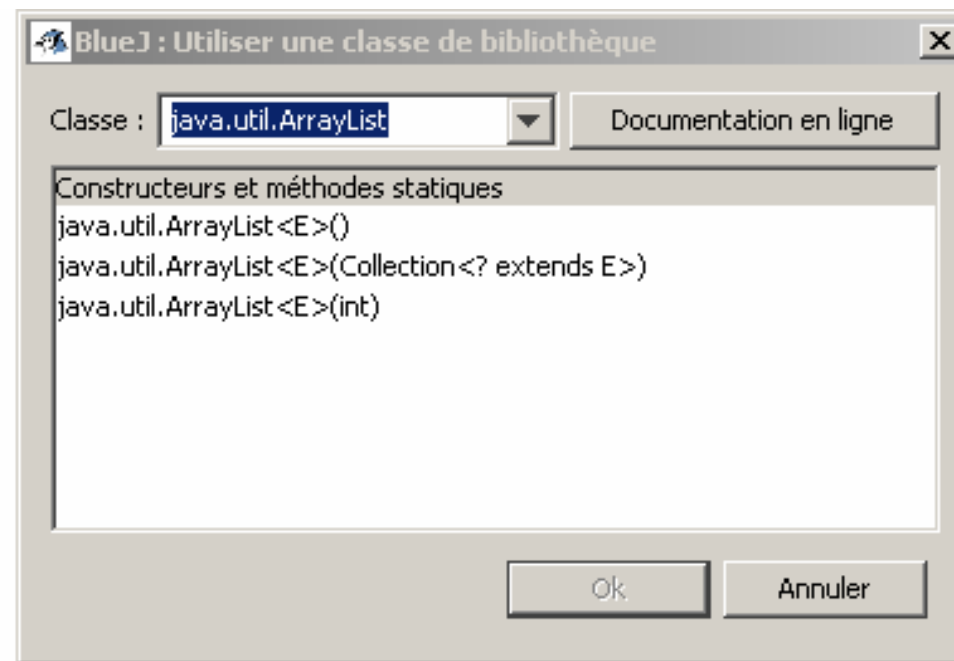 BlueJ : Utiliser une classe de bibliothèque
Classe : java.util.ArrayList Documentation en ligne
Constructeurs et méthodes statiques
java.util.ArrayList<E>()
java.util.ArrayList<E>(Collection<? extends E>)
java.util.ArrayList<E>(int)
Ok Annuler